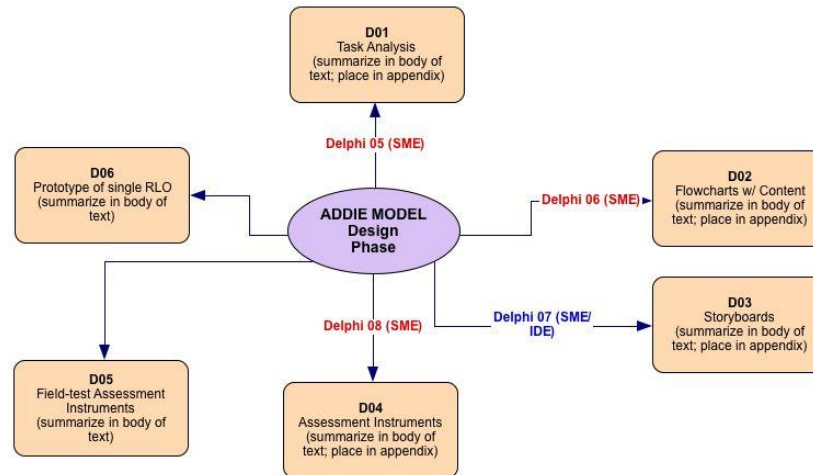 D01
Task Analysis
(summarize in body of
text; place in appendix)
Delphi 05 (SME)
D06
Prototype of single RLO
(summarize in body of
text)
ADDIE MODEL
Design
Phase
Delphi 06 (SME)
D02
Flowcharts w/ Content
(summarize in body of
text; place in appendix)
Delphi 07 (SME/
IDE)
D03
Storyboards
(summarize in body of
text; place in appendix)
Delphi 08 (SME)
D05
Field-test Assessment
Instruments
(summarize in body of
text)
D04
Assessment Instruments
(summarize in body of
text; place in appendix)